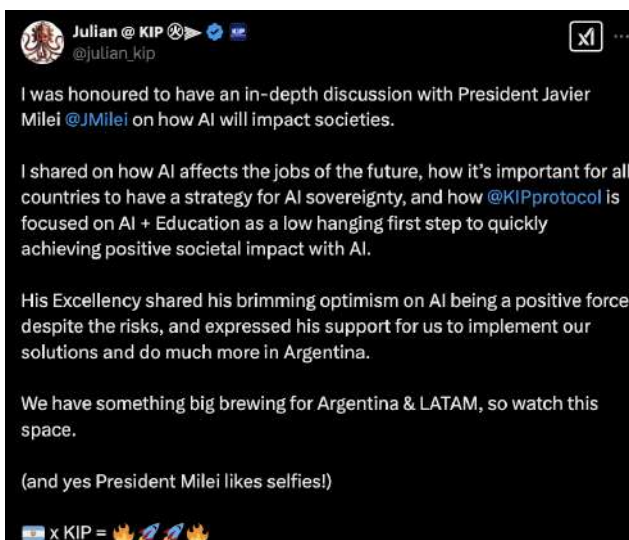 Julian @ KIP
@julian_kip
I was honoured to have an in-depth discussion with President Javier
Milei @JMilei on how AI will impact societies.
I shared on how AI affects the jobs of the future, how it's important for all
countries to have a strategy for AI sovereignty, and how @KIPprotocol is
focused on AI + Education as a low hanging first step to quickly
achieving positive societal impact with AI.
His Excellency shared his brimming optimism on AI being a positive force
despite the risks, and expressed his support for us to implement our
solutions and do much more in Argentina.
We have something big brewing for Argentina & LATAM, so watch this
space.
(and yes President Milei likes selfies!)
🇦🇷 x KIP = 🔥🚀🚀🔥